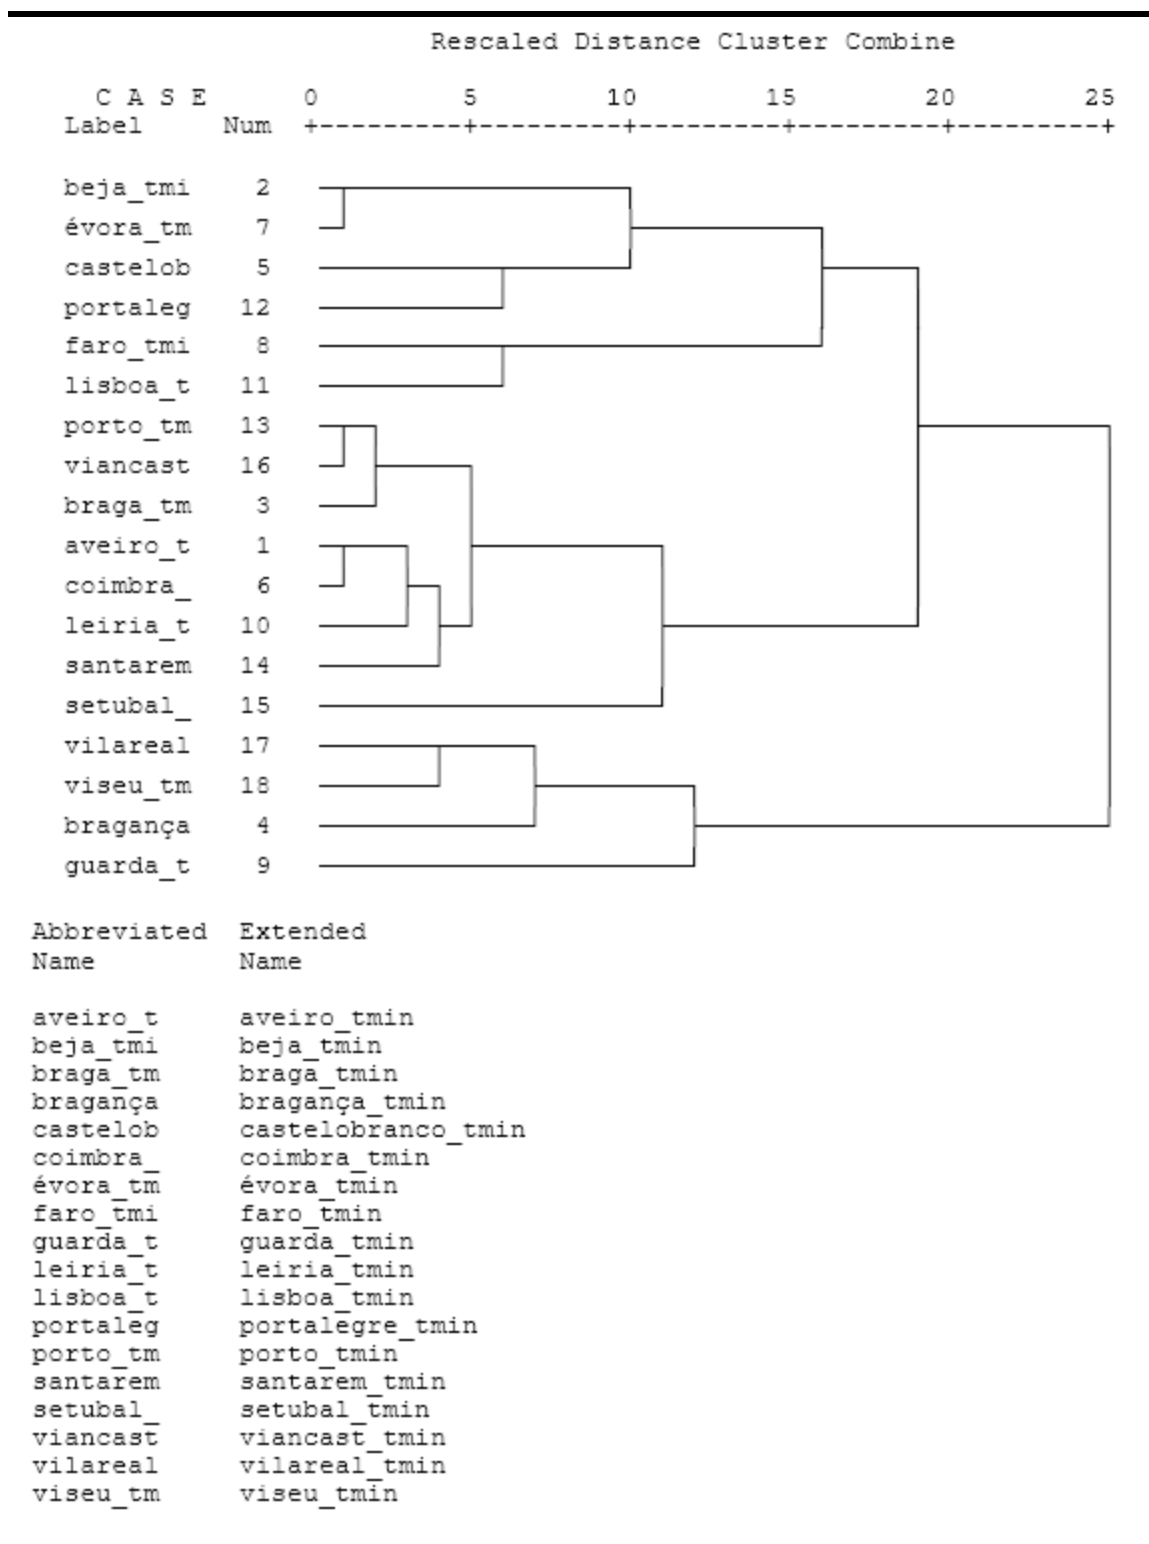 Rescaled Distance Cluster Combine
C A S E 0 5 10 15 20 25
Label Num +---------+---------+---------+---------+---------+
beja_tmi 2
évora_tm 7
castelob 5
portaleg 12
faro_tmi 8
lisboa_t 11
porto_tm 13
viancast 16
braga_tm 3
aveiro_t 1
coimbra_ 6
leiria_t 10
santarem 14
setubal_ 15
vilareal 17
viseu_tm 18
bragança 4
guarda_t 9
Abbreviated Extended
Name Name
aveiro_t aveiro_tmin
beja_tmi beja_tmin
braga_tm braga_tmin
bragança bragança_tmin
castelob castelobranco_tmin
coimbra_ coimbra_tmin
évora_tm évora_tmin
faro_tmi faro_tmin
guarda_t guarda_tmin
leiria_t leiria_tmin
lisboa_t lisboa_tmin
portaleg portalegre_tmin
porto_tm porto_tmin
santarem santarem_tmin
setubal_ setubal_tmin
viancast viancast_tmin
vilareal vilareal_tmin
viseu_tm viseu_tmin